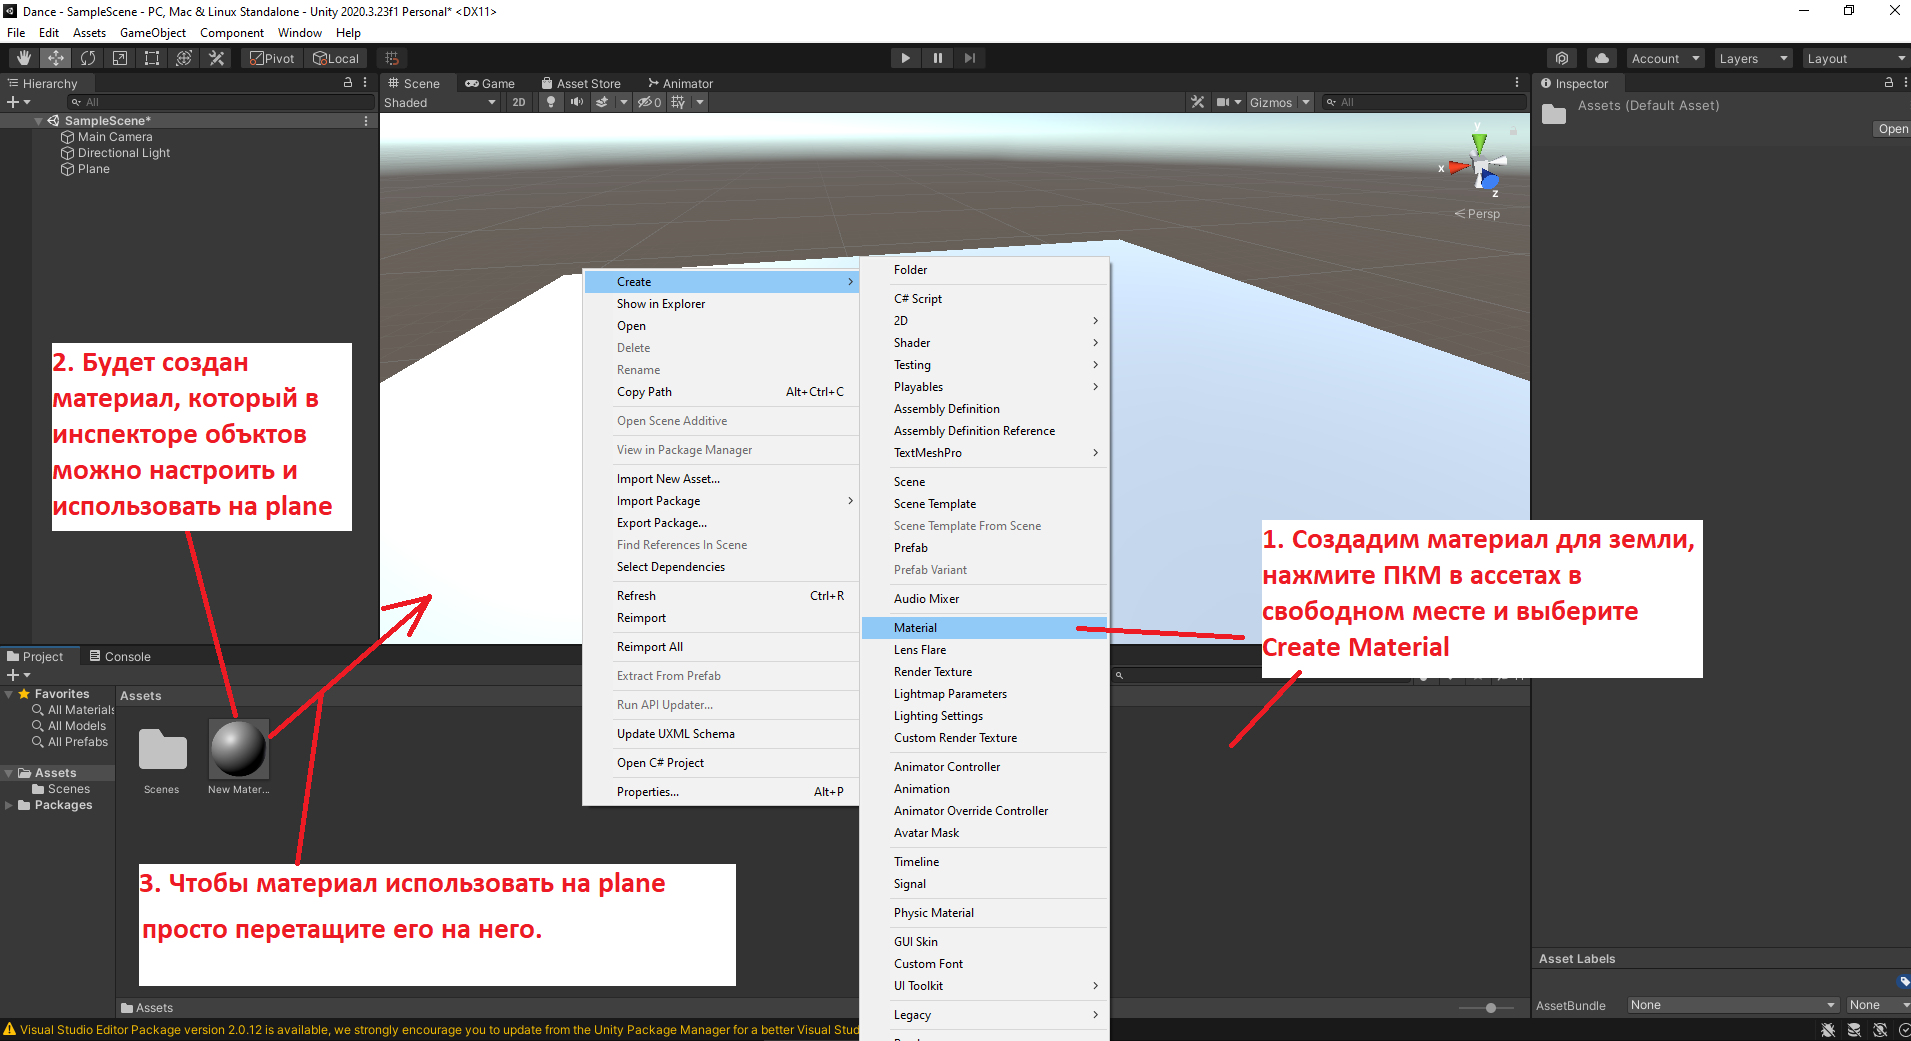 Dance - SampleScene - PC, Mac & Linux Standalone - Unity 2020.3.23f1 Personal* <DX11>
File Edit Assets GameObject Component Window Help
Pivot Local
Account Layers Layout
Hierarchy
All
SampleScene*
Main Camera
Directional Light
Plane
Scene Game Asset Store Animator
Shaded 2D 0 Gizmos All
y
x
z
< Persp
Inspector
Assets (Default Asset)
Open
Create
Show in Explorer
Open
Delete
Rename
Copy Path Alt+Ctrl+C
Open Scene Additive
View in Package Manager
Import New Asset...
Import Package
Export Package...
Find References In Scene
Select Dependencies
Refresh Ctrl+R
Reimport
Reimport All
Extract From Prefab
Run API Updater...
Update UXML Schema
Open C# Project
Properties... Alt+P
Folder
C# Script
2D
Shader
Testing
Playables
Assembly Definition
Assembly Definition Reference
TextMeshPro
Scene
Scene Template
Scene Template From Scene
Prefab
Prefab Variant
Audio Mixer
Material
Lens Flare
Render Texture
Lightmap Parameters
Lighting Settings
Custom Render Texture
Animator Controller
Animation
Animator Override Controller
Avatar Mask
Timeline
Signal
Physic Material
GUI Skin
Custom Font
UI Toolkit
Legacy
2. Будет создан
материал, который в
инспекторе объктов
можно настроить и
использовать на plane
1. Создадим материал для земли,
нажмите ПКМ в ассетах в
свободном месте и выберите
Create Material
Project Console
Favorites
All Materials
All Models
All Prefabs
Assets
Scenes
Packages
Assets
Scenes
New Mater...
3. Чтобы материал использовать на plane
просто перетащите его на него.
Assets
Asset Labels
AssetBundle None None
Visual Studio Editor Package version 2.0.12 is available, we strongly encourage you to update from the Unity Package Manager for a better Visual Stud